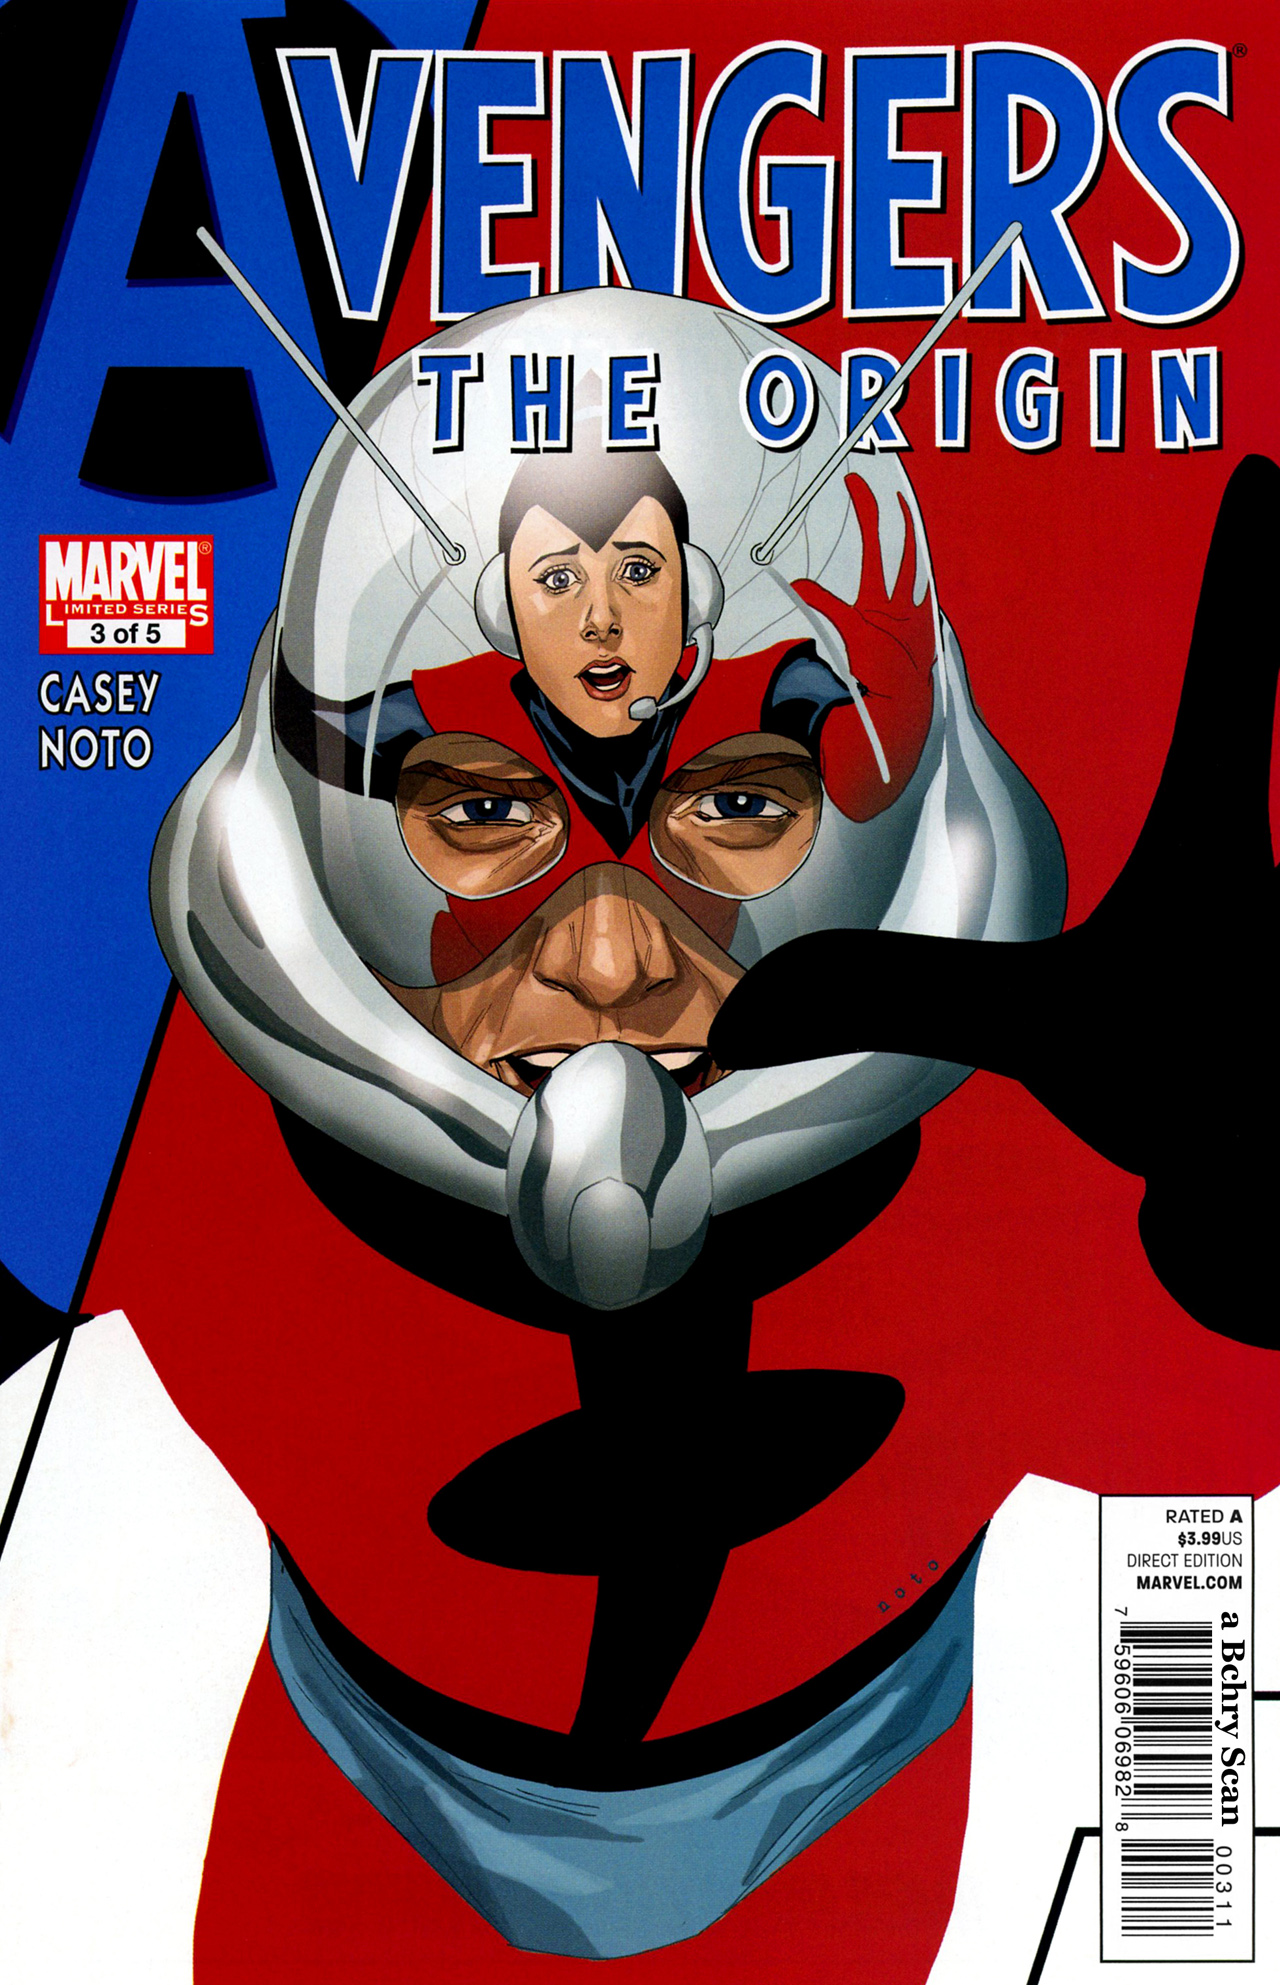 AVENGERS®
THE ORIGIN
MARVEL®
LIMITED SERIES
3 of 5
CASEY
NOTO
noto
RATED A
$3.99US
DIRECT EDITION
MARVEL.COM
a Bchry Scan
7 59606 06982 8
00311